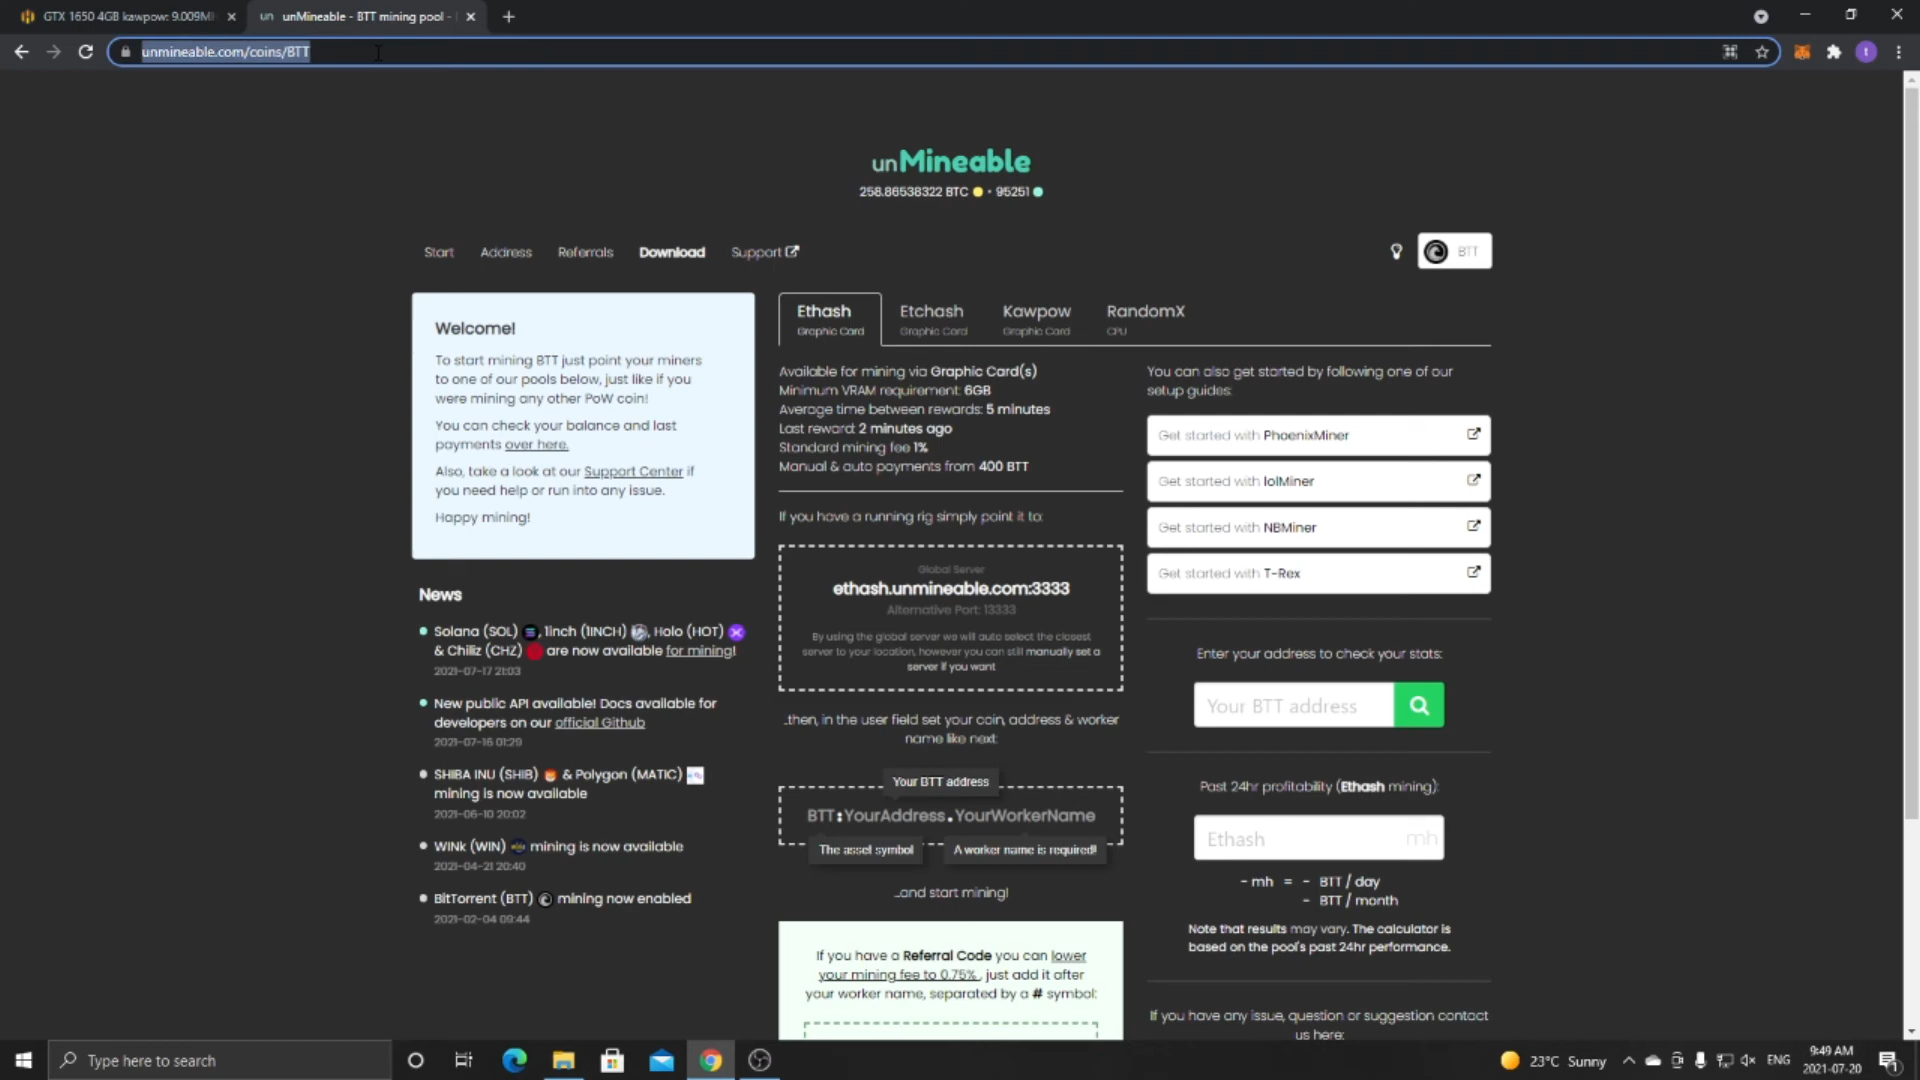 GTX 1650 4GB kawpow: 9.009MH
unMineable - BTT mining pool -
unmineable.com/coins/BTT
t
unMineable
258.86538322 BTC • 95251
Start
Address
Referrals
Download
Support
BTT
Welcome!
To start mining BTT just point your miners
to one of our pools below, just like if you
were mining any other PoW coin!
You can check your balance and last
payments over here.
Also, take a look at our Support Center if
you need help or run into any issue.
Happy mining!
News
Solana (SOL) , 1inch (1INCH) , Holo (HOT)
& Chiliz (CHZ) are now available for mining!
2021-07-17 21:03
New public API available! Docs available for
developers on our official Github
2021-07-16 01:29
SHIBA INU (SHIB) & Polygon (MATIC)
mining is now available
2021-06-10 20:02
WINk (WIN) mining is now available
2021-04-21 20:40
BitTorrent (BTT) mining now enabled
2021-02-04 09:44
Ethash
Graphic Card
Etchash
Graphic Card
Kawpow
Graphic Card
RandomX
CPU
Available for mining via Graphic Card(s)
Minimum VRAM requirement: 6GB
Average time between rewards: 5 minutes
Last reward: 2 minutes ago
Standard mining fee 1%
Manual & auto payments from 400 BTT
If you have a running rig simply point it to:
Global Server
ethash.unmineable.com:3333
Alternative Port: 13333
By using the global server we will auto select the closest
server to your location, however you can still manually set a
server if you want
..then, in the user field set your coin, address & worker
name like next:
Your BTT address
BTT:YourAddress.YourWorkerName
The asset symbol
A worker name is required!
..and start mining!
If you have a Referral Code you can lower
your mining fee to 0.75% , just add it after
your worker name, separated by a # symbol:
You can also get started by following one of our
setup guides:
Get started with PhoenixMiner
Get started with lolMiner
Get started with NBMiner
Get started with T-Rex
Enter your address to check your stats:
Your BTT address
Past 24hr profitability (Ethash mining):
Ethash mh
- mh = - BTT / day
- BTT / month
Note that results may vary. The calculator is
based on the pool's past 24hr performance.
If you have any issue, question or suggestion contact
us here:
Type here to search
23°C Sunny
ENG
9:49 AM
2021-07-20
1